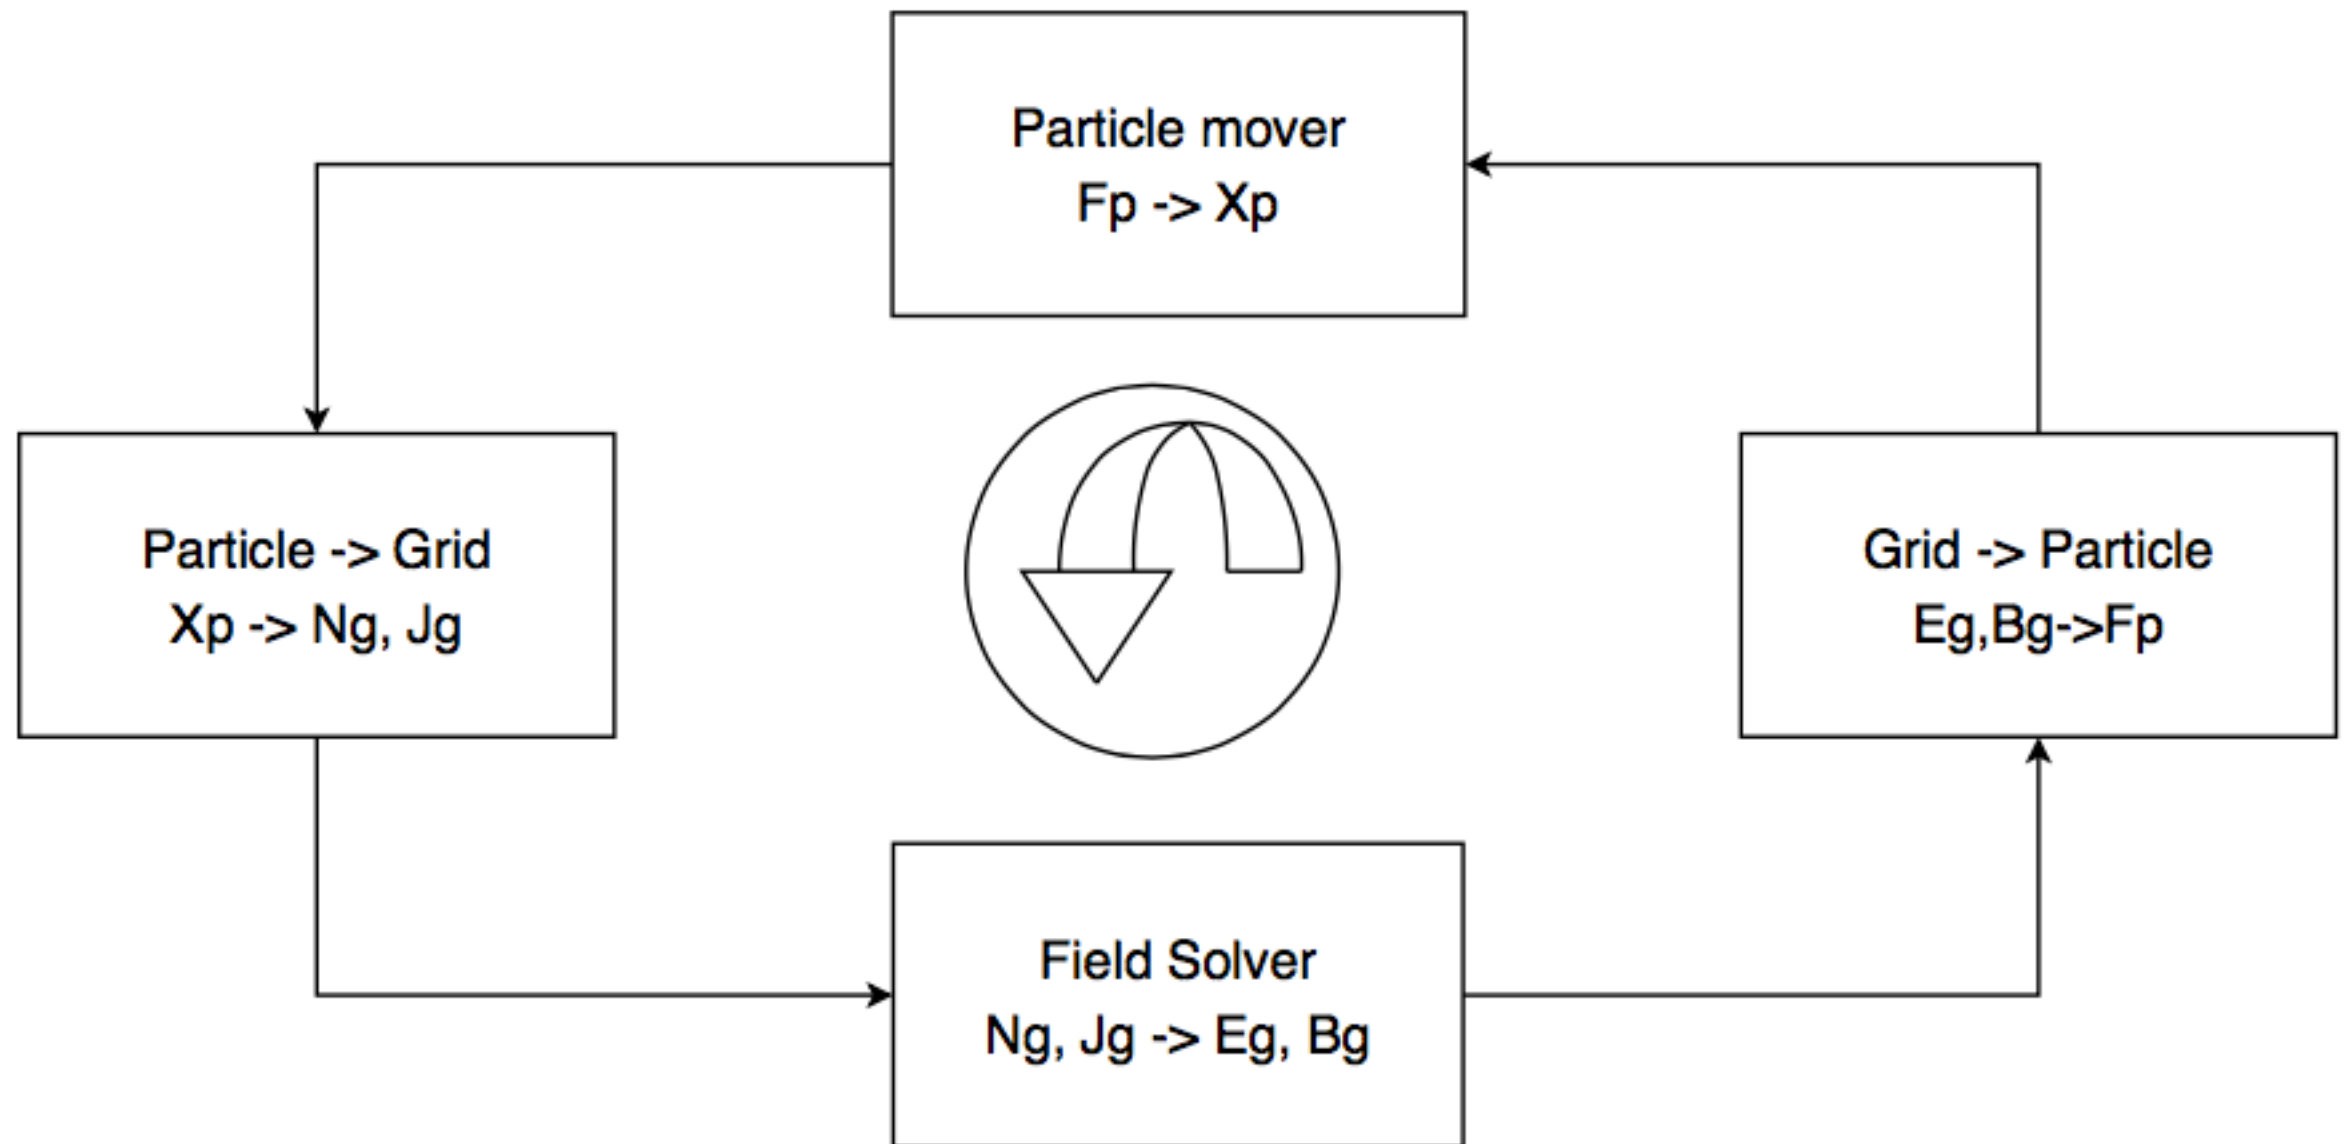 Particle mover
Fp -> Xp
Particle -> Grid
Xp -> Ng, Jg
Grid -> Particle
Eg,Bg->Fp
Field Solver
Ng, Jg -> Eg, Bg